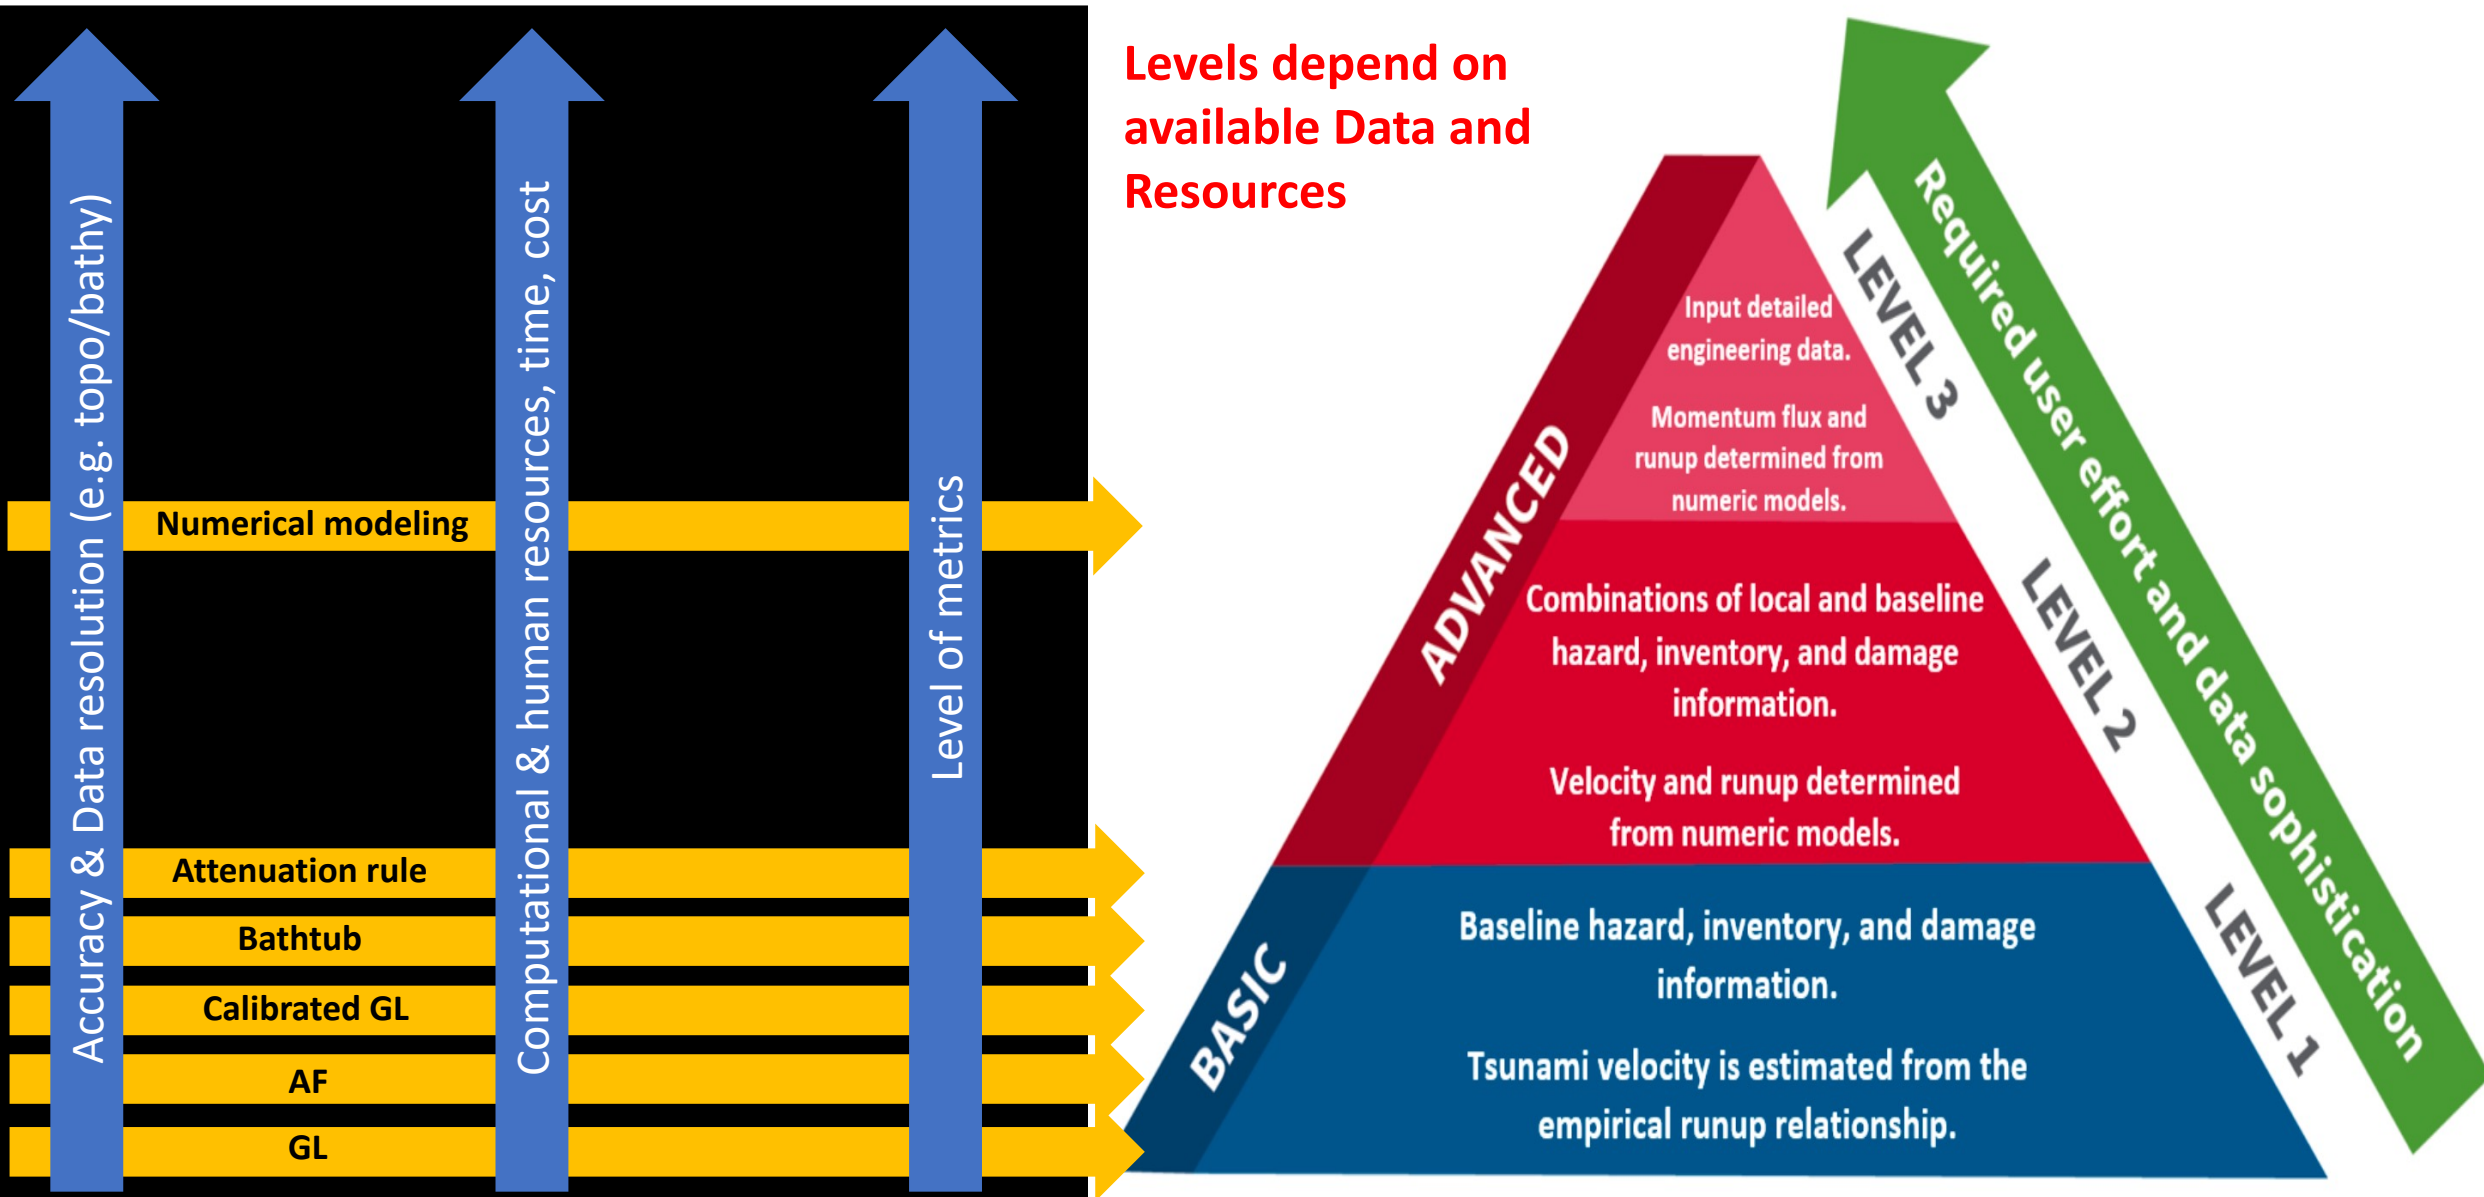 Accuracy & Data resolution (e.g. topo/bathy)
Computational & human resources, time, cost
Level of metrics
Numerical modeling
Attenuation rule
Bathtub
Calibrated GL
AF
GL
Levels depend on
available Data and
Resources
ADVANCED
BASIC
Input detailed
engineering data.
Momentum flux and
runup determined from
numeric models.
Combinations of local and baseline
hazard, inventory, and damage
information.
Velocity and runup determined
from numeric models.
Baseline hazard, inventory, and damage
information.
Tsunami velocity is estimated from the
empirical runup relationship.
LEVEL 3
LEVEL 2
LEVEL 1
Required user effort and data sophistication